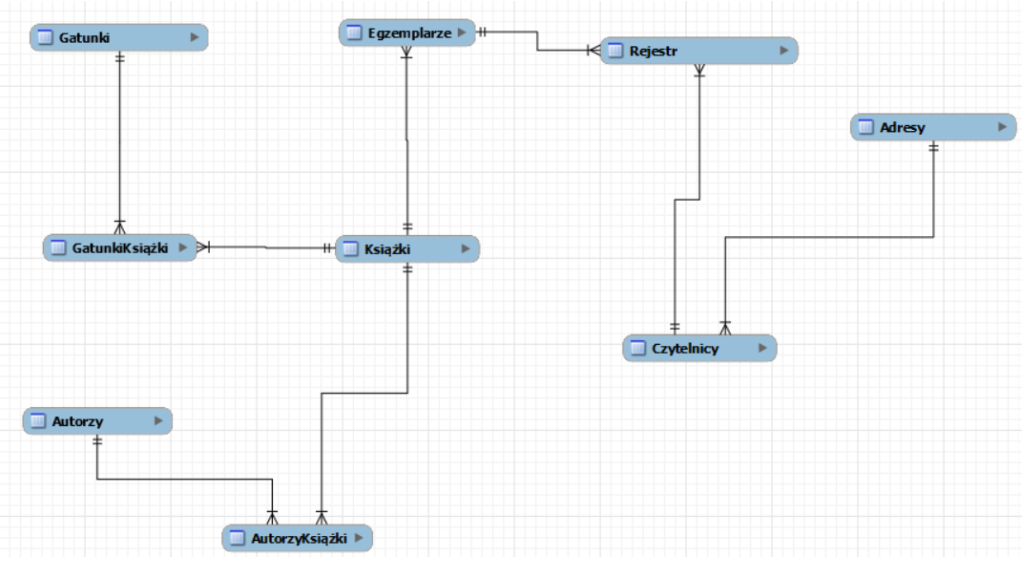 Gatunki
Egzemplarze
Rejestr
Adresy
GatunkiKsiążki
Książki
Czytelnicy
Autorzy
AutorzyKsiążki